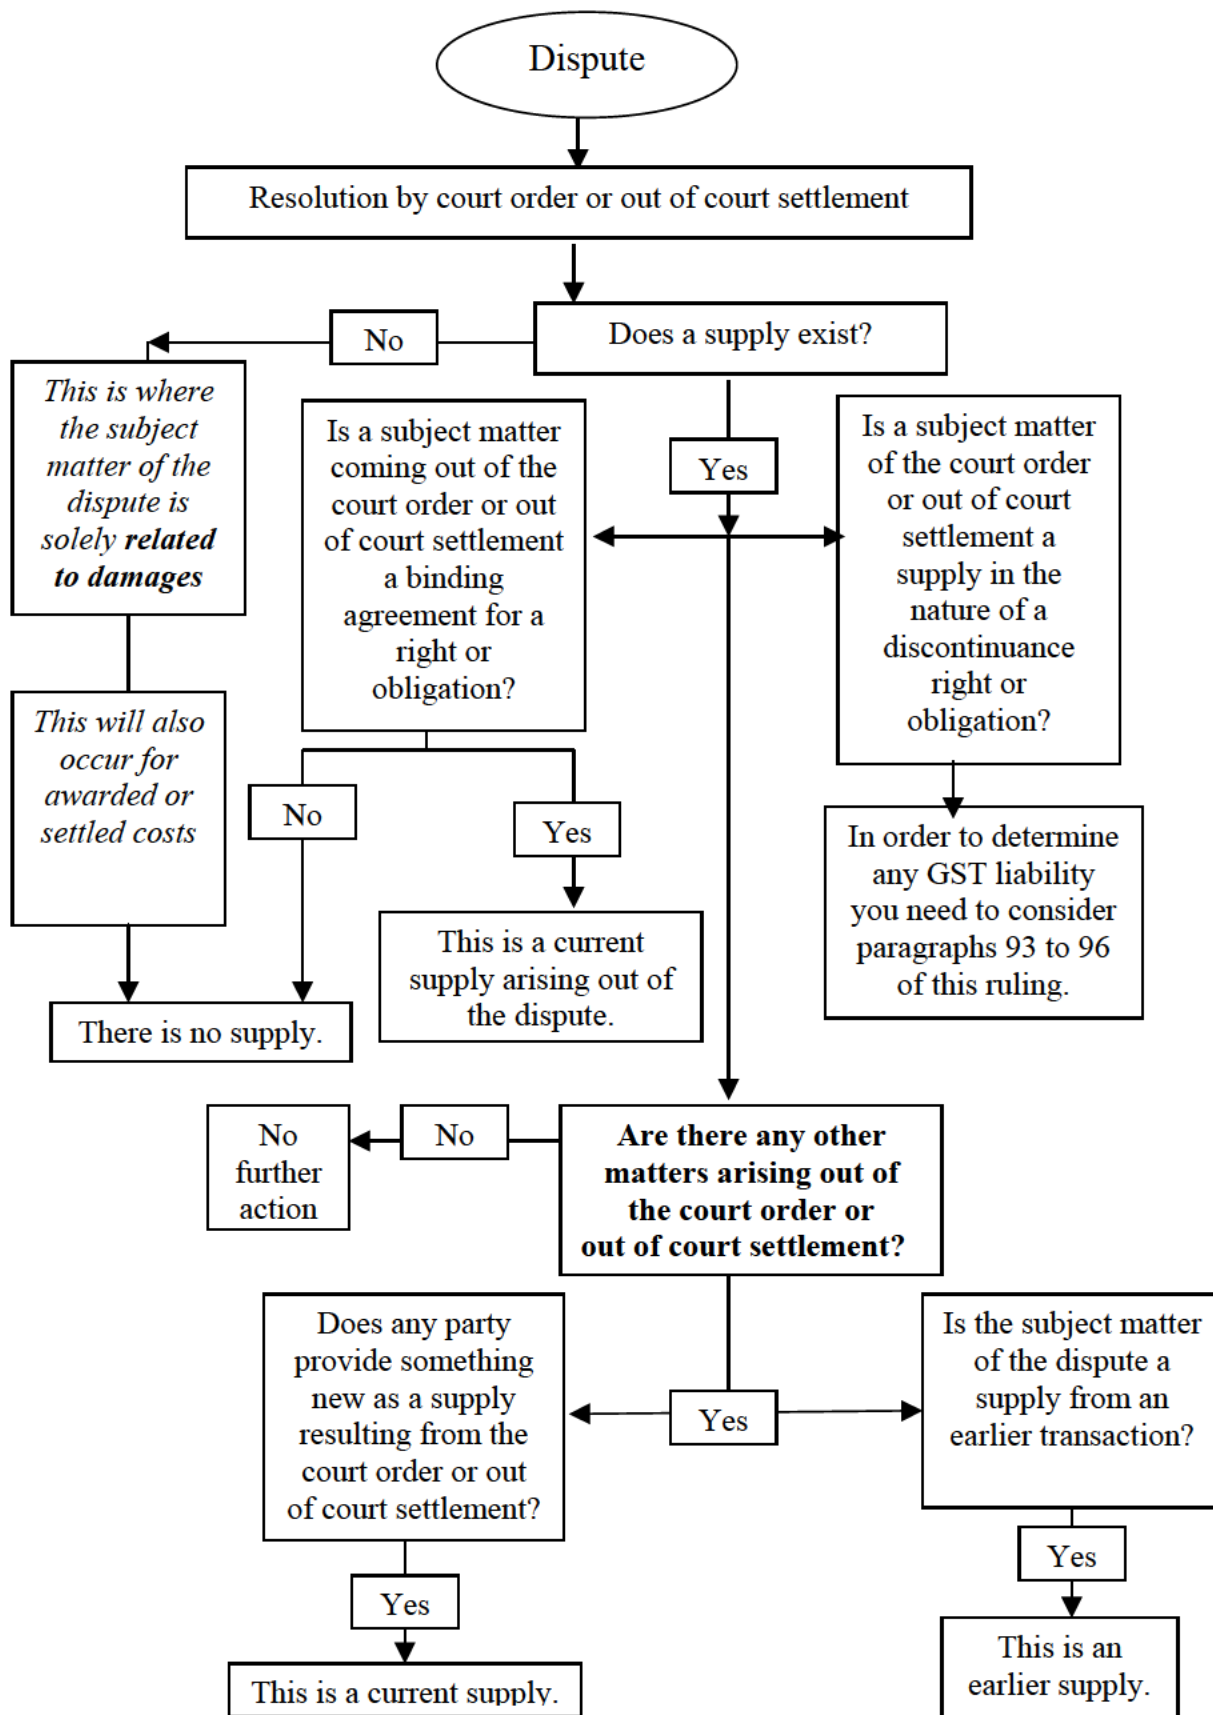 Dispute
Resolution by court order or out of court settlement
Does a supply exist?
No
This is where
the subject
matter of the
dispute is
solely related
to damages
Is a subject matter
coming out of the
court order or out
of court settlement
a binding
agreement for a
right or
obligation?
Yes
Is a subject matter
of the court order
or out of court
settlement a
supply in the
nature of a
discontinuance
right or
obligation?
This will also
occur for
awarded or
settled costs
No
Yes
In order to determine
any GST liability
you need to consider
paragraphs 93 to 96
of this ruling.
This is a current
supply arising out of
the dispute.
There is no supply.
No
further
action
No
Are there any other
matters arising out of
the court order or
out of court settlement?
Does any party
provide something
new as a supply
resulting from the
court order or out
of court settlement?
Yes
Is the subject matter
of the dispute a
supply from an
earlier transaction?
Yes
Yes
This is a current supply.
This is an
earlier supply.